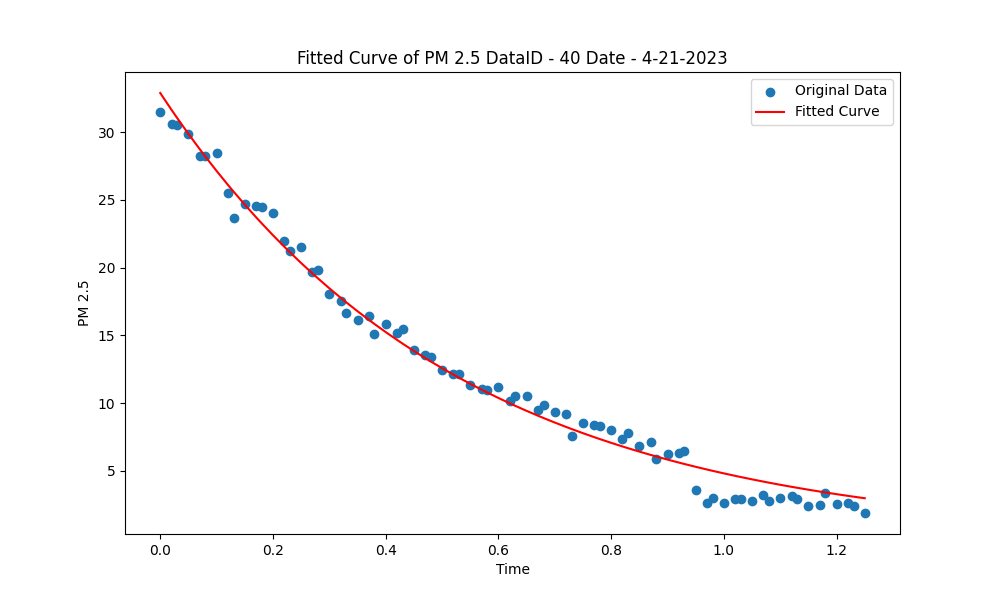 Fitted Curve of PM 2.5 DataID - 40 Date - 4-21-2023
Original Data
Fitted Curve
PM 2.5
30
25
20
15
10
5
0.0 0.2 0.4 0.6 0.8 1.0 1.2
Time